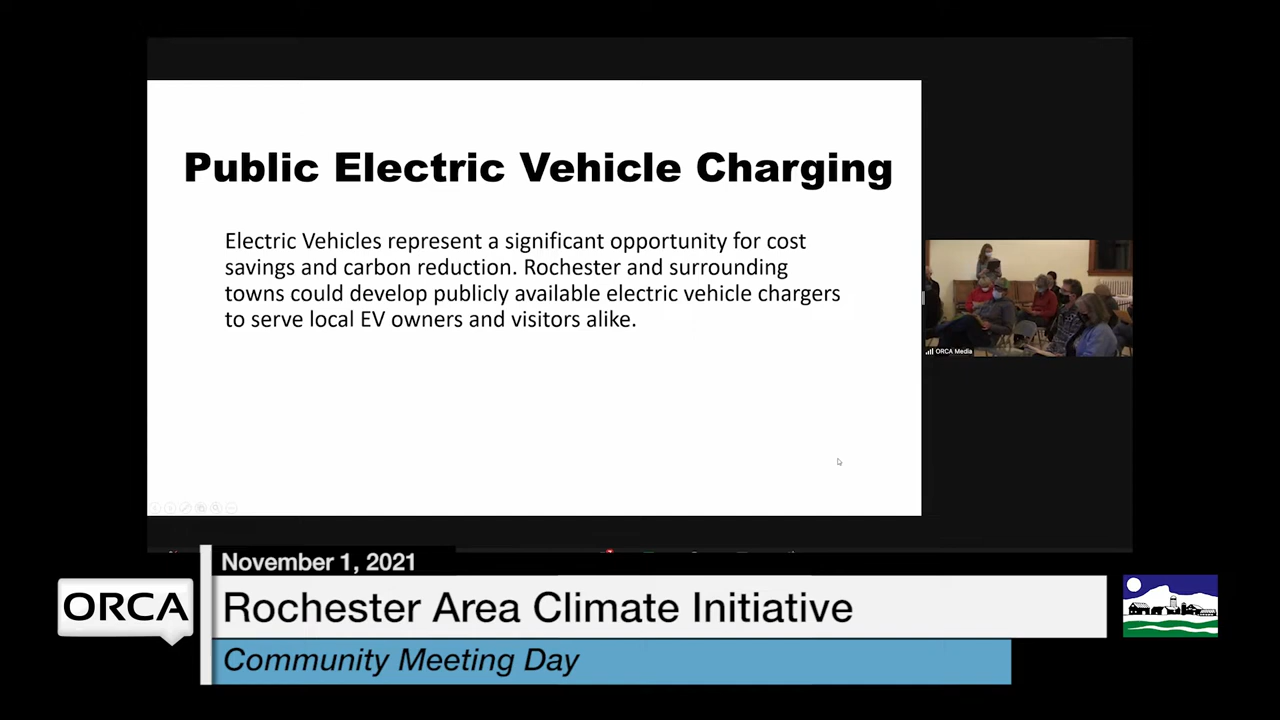 Public Electric Vehicle Charging
Electric Vehicles represent a significant opportunity for cost
savings and carbon reduction. Rochester and surrounding
towns could develop publicly available electric vehicle chargers
to serve local EV owners and visitors alike.
ORCA Media
November 1, 2021
ORCA
Rochester Area Climate Initiative
Community Meeting Day